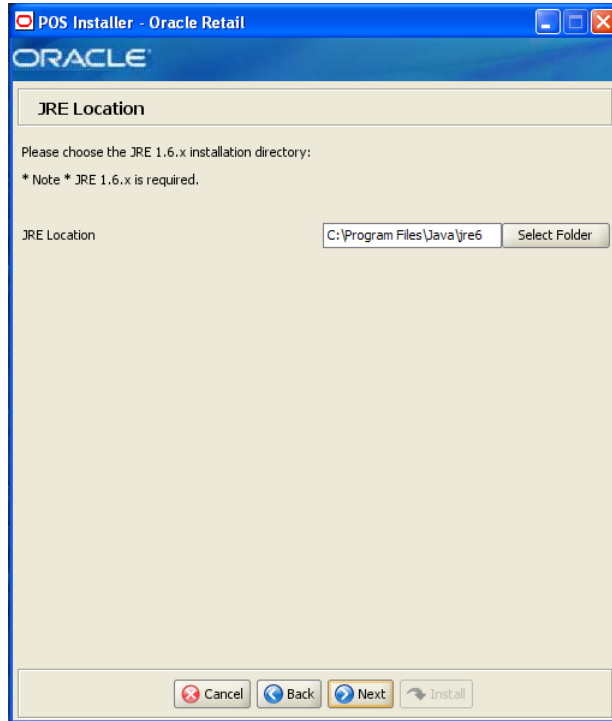 POS Installer - Oracle Retail
ORACLE
JRE Location
Please choose the JRE 1.6.x installation directory:
* Note * JRE 1.6.x is required.
JRE Location C:\Program Files\Java\jre6 Select Folder
Cancel Back Next Install